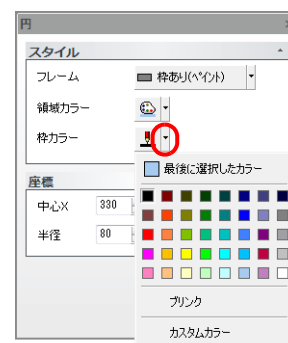 円
スタイル
フレーム 枠あり(ペイント)
領域カラー
枠カラー
最後に選択したカラー
座標
中心X 330
半径 80
ブリンク
カスタムカラー